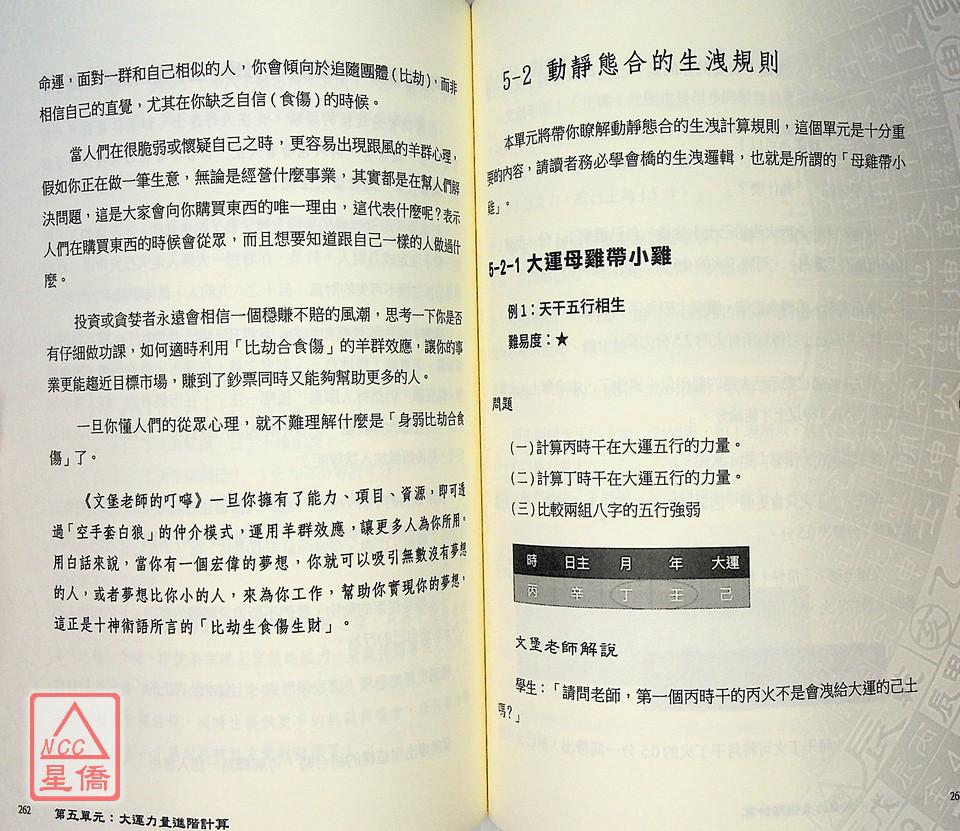 命運，面對一群和自己相似的人，你會傾向於追隨團體（比劫），而非
相信自己的直覺，尤其在你缺乏自信（食傷）的時候。
當人們在很脆弱或懷疑自己之時，更容易出現跟風的羊群心理，
假如你正在做一筆生意，無論是經營什麼事業，其實都是在幫人們解
決問題，這是大家會向你購買東西的唯一理由，這代表什麼呢？表示
人們在購買東西的時候會從眾，而且想要知道跟自己一樣的人做過什
麼。
投資或貪婪者永遠會相信一個穩賺不賠的風潮，思考一下你是否
有仔細做功課，如何適時利用「比劫合食傷」的羊群效應，讓你的事
業更能趨近目標市場，賺到了鈔票同時又能夠幫助更多的人。
一旦你懂人們的從眾心理，就不難理解什麼是「身弱比劫合食
傷」了。
《文堡老師的叮嚀》一旦你擁有了能力、項目、資源，即可透
過「空手套白狼」的仲介模式，運用羊群效應，讓更多人為你所用。
用白話來說，當你有一個宏偉的夢想，你就可以吸引無數沒有夢想
的人，或者夢想比你小的人，來為你工作，幫助你實現你的夢想，
這正是十神術語所言的「比劫生食傷生財」。
NCC
星僑
262 第五單元：大運力量進階計算
5-2 動靜態合的生洩規則
本單元將帶你瞭解動靜態合的生洩計算規則，這個單元是十分重
要的內容，請讀者務必學會橋的生洩邏輯，也就是所謂的「母雞帶小
雞」。
5-2-1 大運母雞帶小雞
例1：天干五行相生
難易度：★
問題
（一）計算丙時干在大運五行的力量。
（二）計算丁時干在大運五行的力量。
（三）比較兩組八字的五行強弱
時 日主 月 年 大運
丙 辛 丁 壬 己
文堡老師解說
學生：「請問老師，第一個丙時干的丙火不是會洩給大運的己土
嗎？」